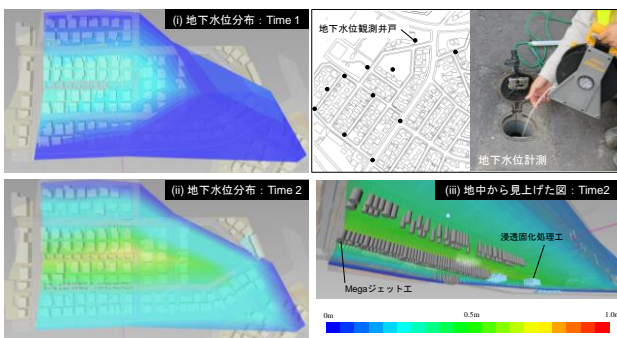 (i) 地下水位分布：Time 1
地下水位観測井戸
地下水位計測
(ii) 地下水位分布：Time 2
(iii) 地中から見上げた図：Time2
浸透固化処理工
Megaジェット工
0m
0.5m
1.0m